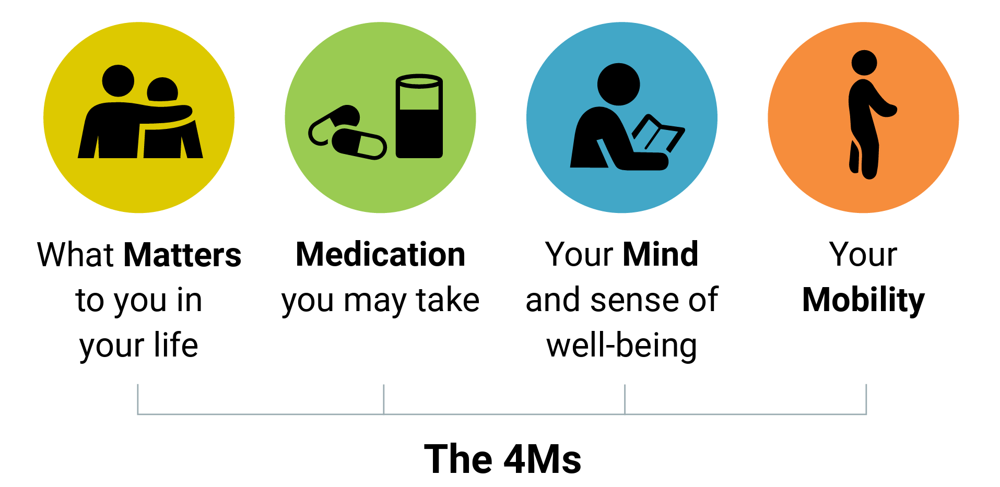 What Matters
to you in
your life
Medication
you may take
Your Mind
and sense of
well-being
Your
Mobility
The 4Ms